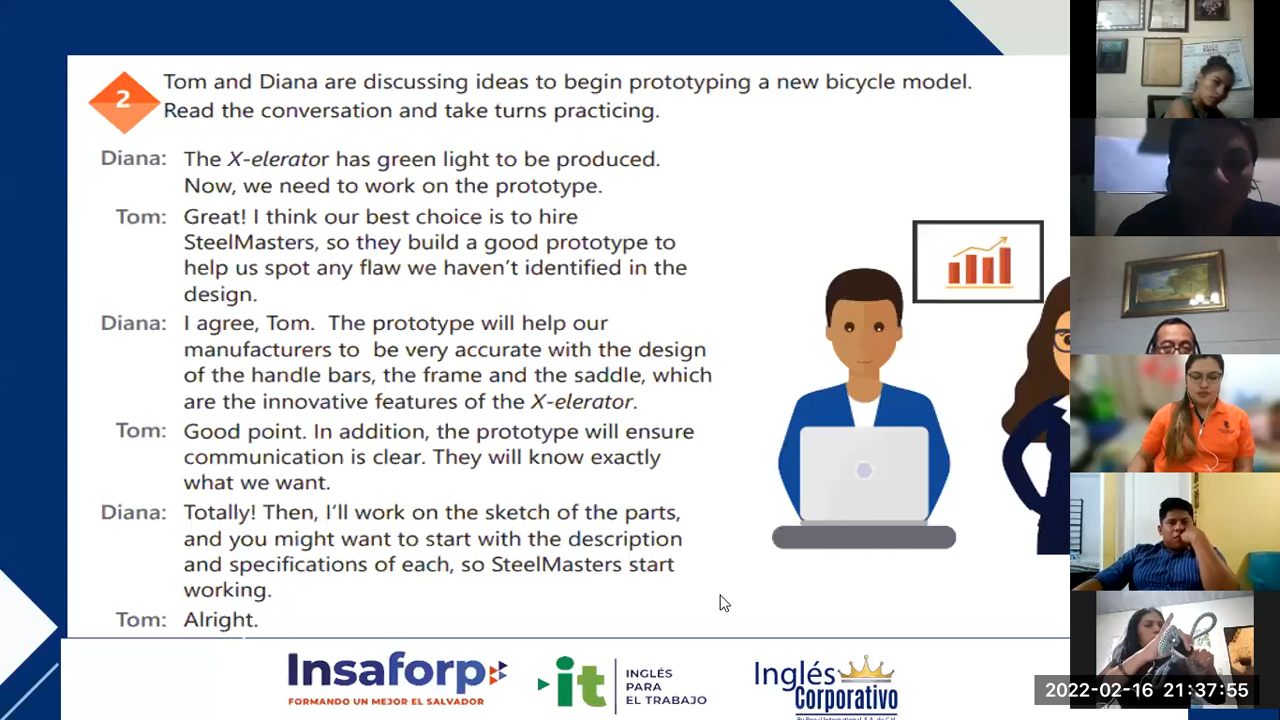 2
Tom and Diana are discussing ideas to begin prototyping a new bicycle model.
Read the conversation and take turns practicing.
Diana: The X-elerator has green light to be produced.
Now, we need to work on the prototype.
Tom: Great! I think our best choice is to hire
SteelMasters, so they build a good prototype to
help us spot any flaw we haven't identified in the
design.
Diana: I agree, Tom. The prototype will help our
manufacturers to be very accurate with the design
of the handle bars, the frame and the saddle, which
are the innovative features of the X-elerator.
Tom: Good point. In addition, the prototype will ensure
communication is clear. They will know exactly
what we want.
Diana: Totally! Then, I'll work on the sketch of the parts,
and you might want to start with the description
and specifications of each, so SteelMasters start
working.
Tom: Alright.
Insaforp
FORMANDO UN MEJOR EL SALVADOR
it
INGLÉS
PARA
EL TRABAJO
Inglés
Corporativo
2022-02-16 21:37:55